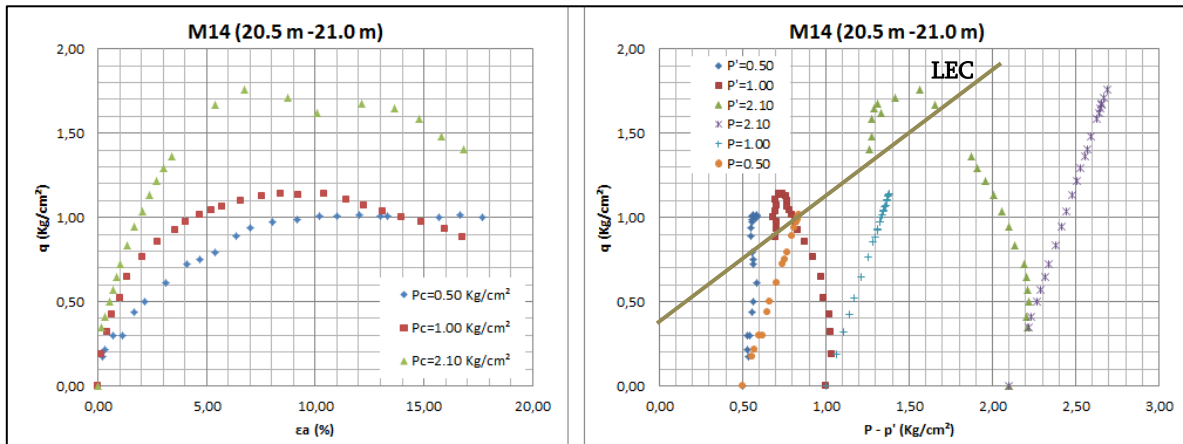 M14 (20.5 m -21.0 m)
2,00
1,50
1,00
0,50
0,00
q (Kg/cm²)
Pc=0.50 Kg/cm²
Pc=1.00 Kg/cm²
Pc=2.10 Kg/cm²
0,00 5,00 10,00 15,00 20,00
εa (%)
M14 (20.5 m -21.0 m)
2,00
1,50
1,00
0,50
0,00
q (Kg/cm²)
P'=0.50
P'=1.00
P'=2.10
P=2.10
P=1.00
P=0.50
LEC
0,00 0,50 1,00 1,50 2,00 2,50 3,00
P - p' (Kg/cm²)